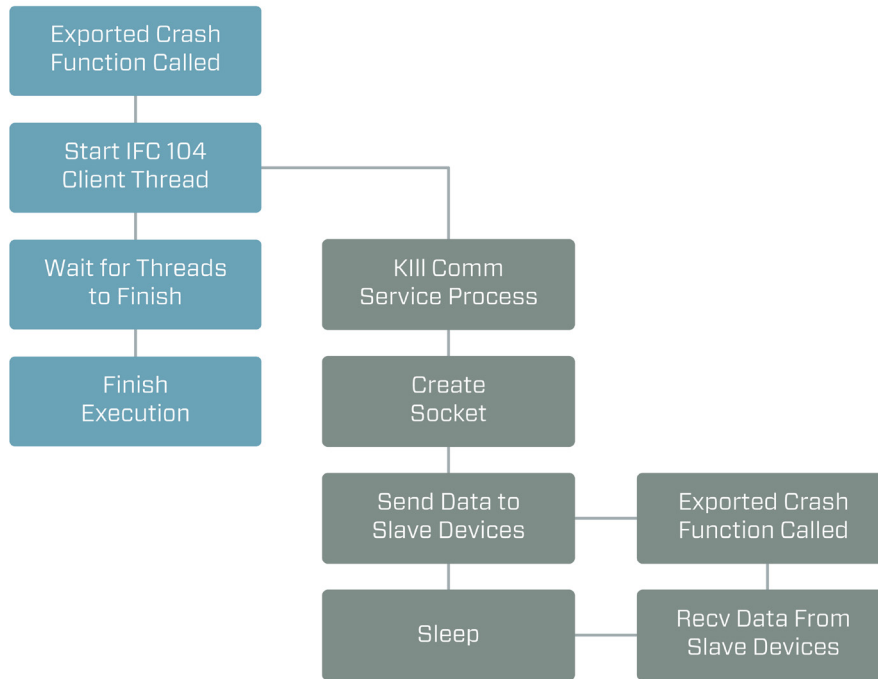 Exported Crash
Function Called
Start IFC 104
Client Thread
Wait for Threads
to Finish
Finish
Execution
KIll Comm
Service Process
Create
Socket
Send Data to
Slave Devices
Exported Crash
Function Called
Sleep
Recv Data From
Slave Devices